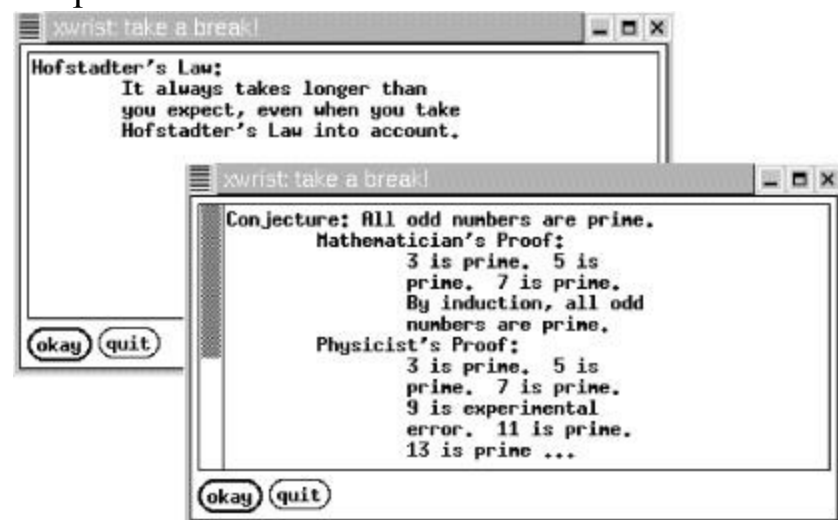 xwrist: take a break!
Hofstadter's Law:
It always takes longer than
you expect, even when you take
Hofstadter's Law into account.
okay quit
xwrist: take a break!
Conjecture: All odd numbers are prime.
Mathematician's Proof:
3 is prime. 5 is
prime. 7 is prime.
By induction, all odd
numbers are prime.
Physicist's Proof:
3 is prime. 5 is
prime. 7 is prime.
9 is experimental
error. 11 is prime.
13 is prime ...
okay quit